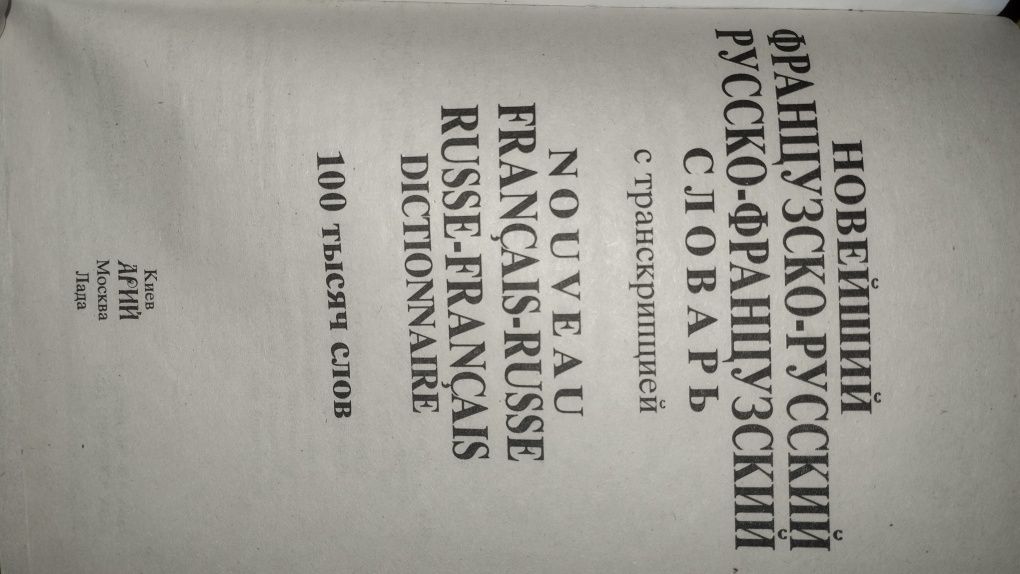 НОВЕЙШИЙ
ФРАНЦУЗСКО-РУССКИЙ
РУССКО-ФРАНЦУЗСКИЙ
СЛОВАРЬ
с транскрипцией
NOUVEAU
FRANÇAIS-RUSSE
RUSSE-FRANÇAIS
DICTIONNAIRE
100 тысяч слов
Киев
АРИЙ
Москва
Лада